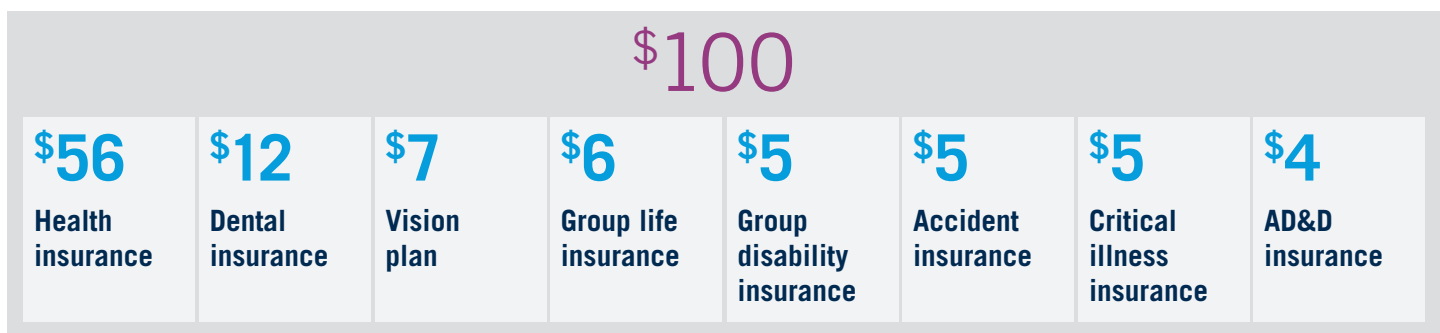 $100
$56
Health
insurance
$12
Dental
insurance
$7
Vision
plan
$6
Group life
insurance
$5
Group
disability
insurance
$5
Accident
insurance
$5
Critical
illness
insurance
$4
AD&D
insurance